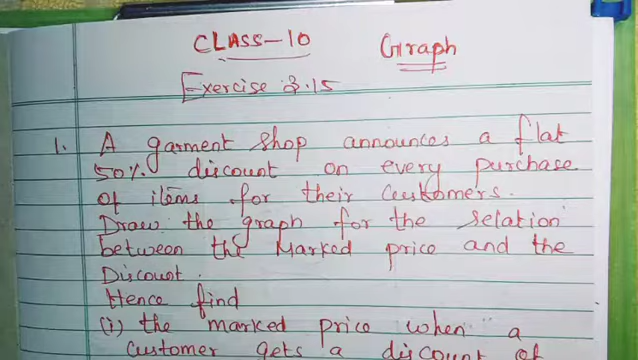 CLASS-10 Graph
Exercise 3.15
1. A garment shop announces a flat
50% discount on every purchase
of items for their customers.
Draw the graph for the relation
between the Marked price and the
Discount.
Hence find
(i) the marked price when a
customer gets a discount of